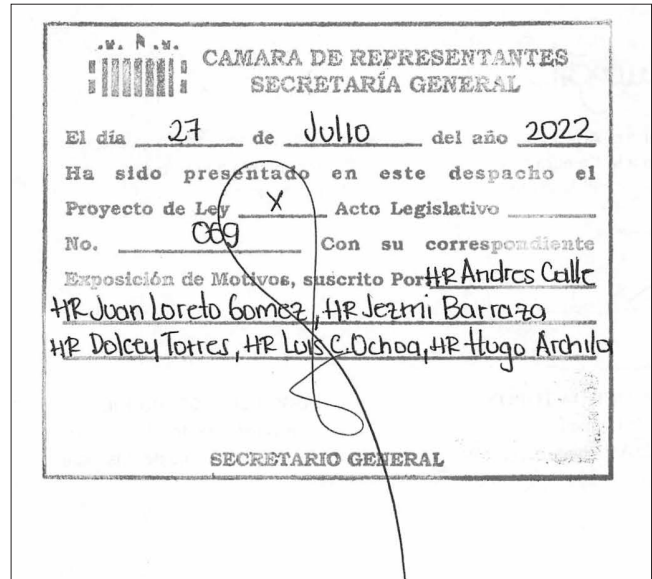 CAMARA DE REPRESENTANTES
SECRETARÍA GENERAL
El día 27 de Julio del año 2022
Ha sido presentado en este despacho el
Proyecto de Ley X Acto Legislativo
No. 069 Con su correspondiente
Exposición de Motivos, suscrito Por HR Andres Calle
HR Juan Loreto Gomez, HR Jezmi Barraza
HR Dolcey Torres, HR Luis C. Ochoa, HR Hugo Archila
SECRETARIO GENERAL